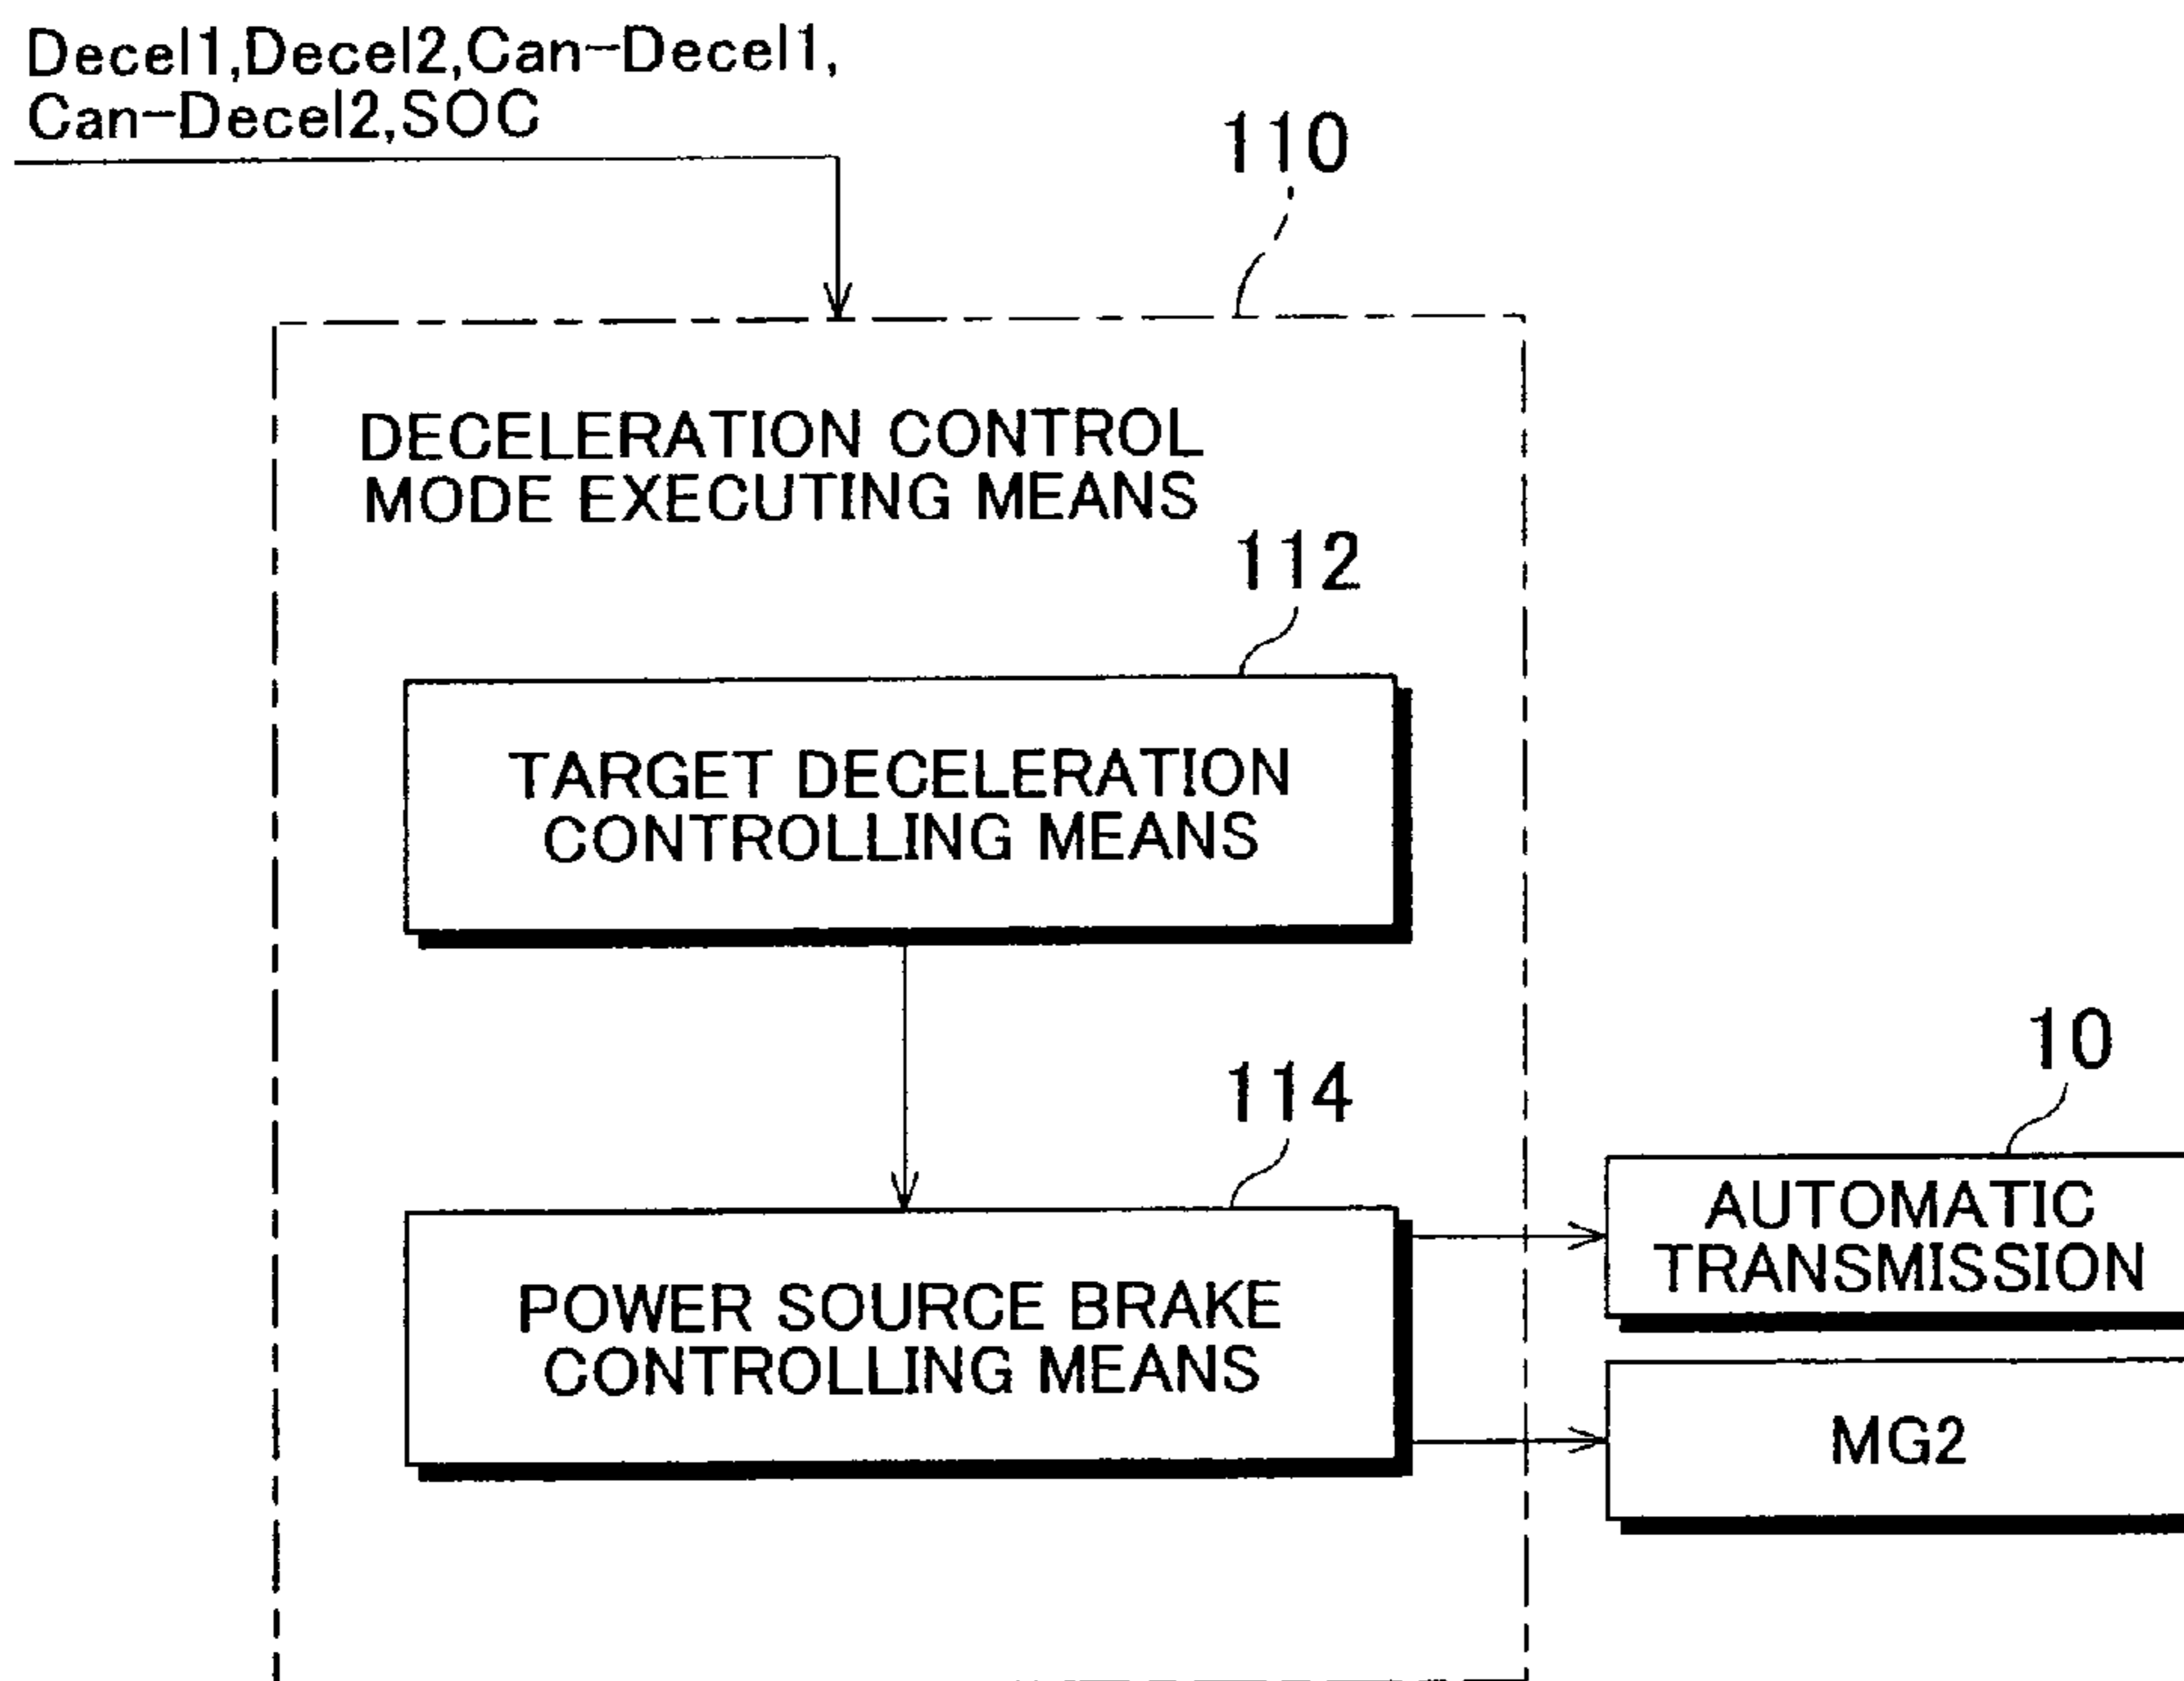 Decel1,Decel2,Can-Decel1,
Can-Decel2,SOC
110
DECELERATION CONTROL
MODE EXECUTING MEANS
112
TARGET DECELERATION
CONTROLLING MEANS
114
POWER SOURCE BRAKE
CONTROLLING MEANS
10
AUTOMATIC
TRANSMISSION
MG2